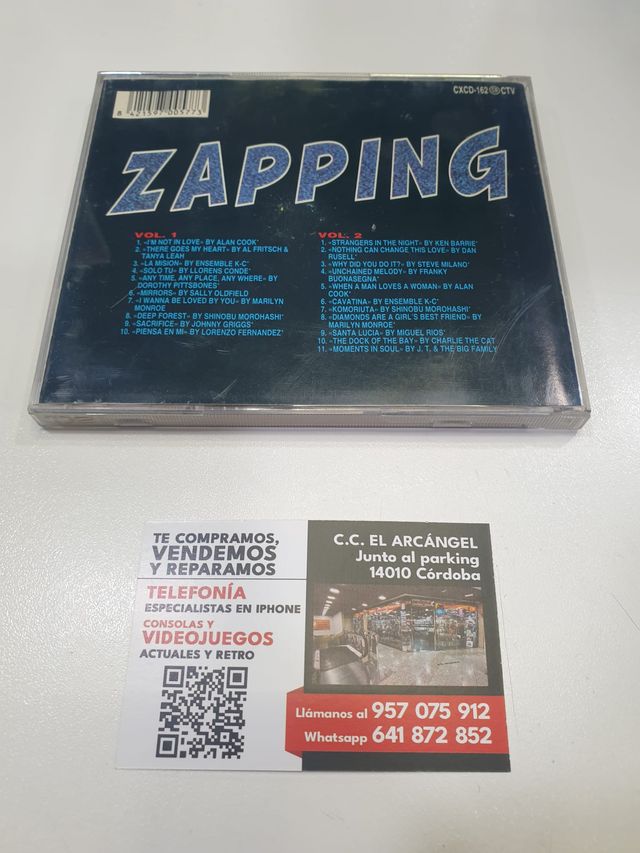 8 421597 005773
CXCD-162 CTV
ZAPPING
VOL. 1
1. «I'M NOT IN LOVE» BY ALAN COOK*
2. «THERE GOES MY HEART» BY AL FRITSCH &
TANYA LEAH
3. «LA MISION» BY ENSEMBLE K-C*
4. «SOLO TU» BY LLORENS CONDE*
5. «ANY TIME, ANY PLACE, ANY WHERE» BY
DOROTHY PITTSBONES*
6. «MIRRORS» BY SALLY OLDFIELD
7. «I WANNA BE LOVED BY YOU» BY MARILYN
MONROE
8. «DEEP FOREST» BY SHINOBU MOROHASHI*
9. «SACRIFICE» BY JOHNNY GRIGGS*
10. «PIENSA EN MI» BY LORENZO FERNANDEZ*
VOL. 2
1. «STRANGERS IN THE NIGHT» BY KEN BARRIE*
2. «NOTHING CAN CHANGE THIS LOVE» BY DAN
RUSELL*
3. «WHY DID YOU DO IT?» BY STEVE MILANO*
4. «UNCHAINED MELODY» BY FRANKY
BUONASEGNA*
5. «WHEN A MAN LOVES A WOMAN» BY ALAN
COOK*
6. «CAVATINA» BY ENSEMBLE K-C*
7. «KOMORIUTA» BY SHINOBU MOROHASHI*
8. «DIAMONDS ARE A GIRL'S BEST FRIEND» BY
MARILYN MONROE*
9. «SANTA LUCIA» BY MIGUEL RIOS*
10. «THE DOCK OF THE BAY» BY CHARLIE THE CAT
11. «MOMENTS IN SOUL» BY J. T. & THE BIG FAMILY
TE COMPRAMOS,
VENDEMOS
Y REPARAMOS
TELEFONÍA
ESPECIALISTAS EN IPHONE
CONSOLAS Y
VIDEOJUEGOS
ACTUALES Y RETRO
C.C. EL ARCÁNGEL
Junto al parking
14010 Córdoba
Llámanos al 957 075 912
Whatsapp 641 872 852